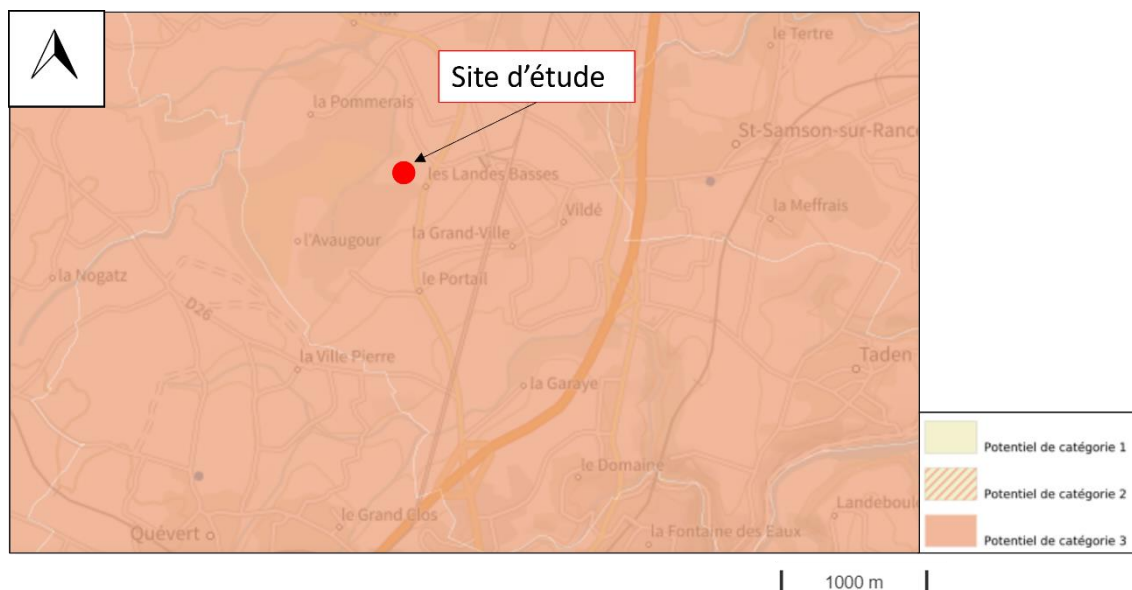 le Tertre
Site d'étude
la Pommerais
St-Samson-sur-Rance
les Landes Basses
Vildé
la Meffrais
la Grand-Ville
l'Avaugour
la Nogatz
le Portail
D26
la Ville Pierre
Taden
la Garaye
Potentiel de catégorie 1
le Domaine
Potentiel de catégorie 2
Landeboulou
le Grand Clos
Quévert
la Fontaine des Eaux
Potentiel de catégorie 3
1000 m